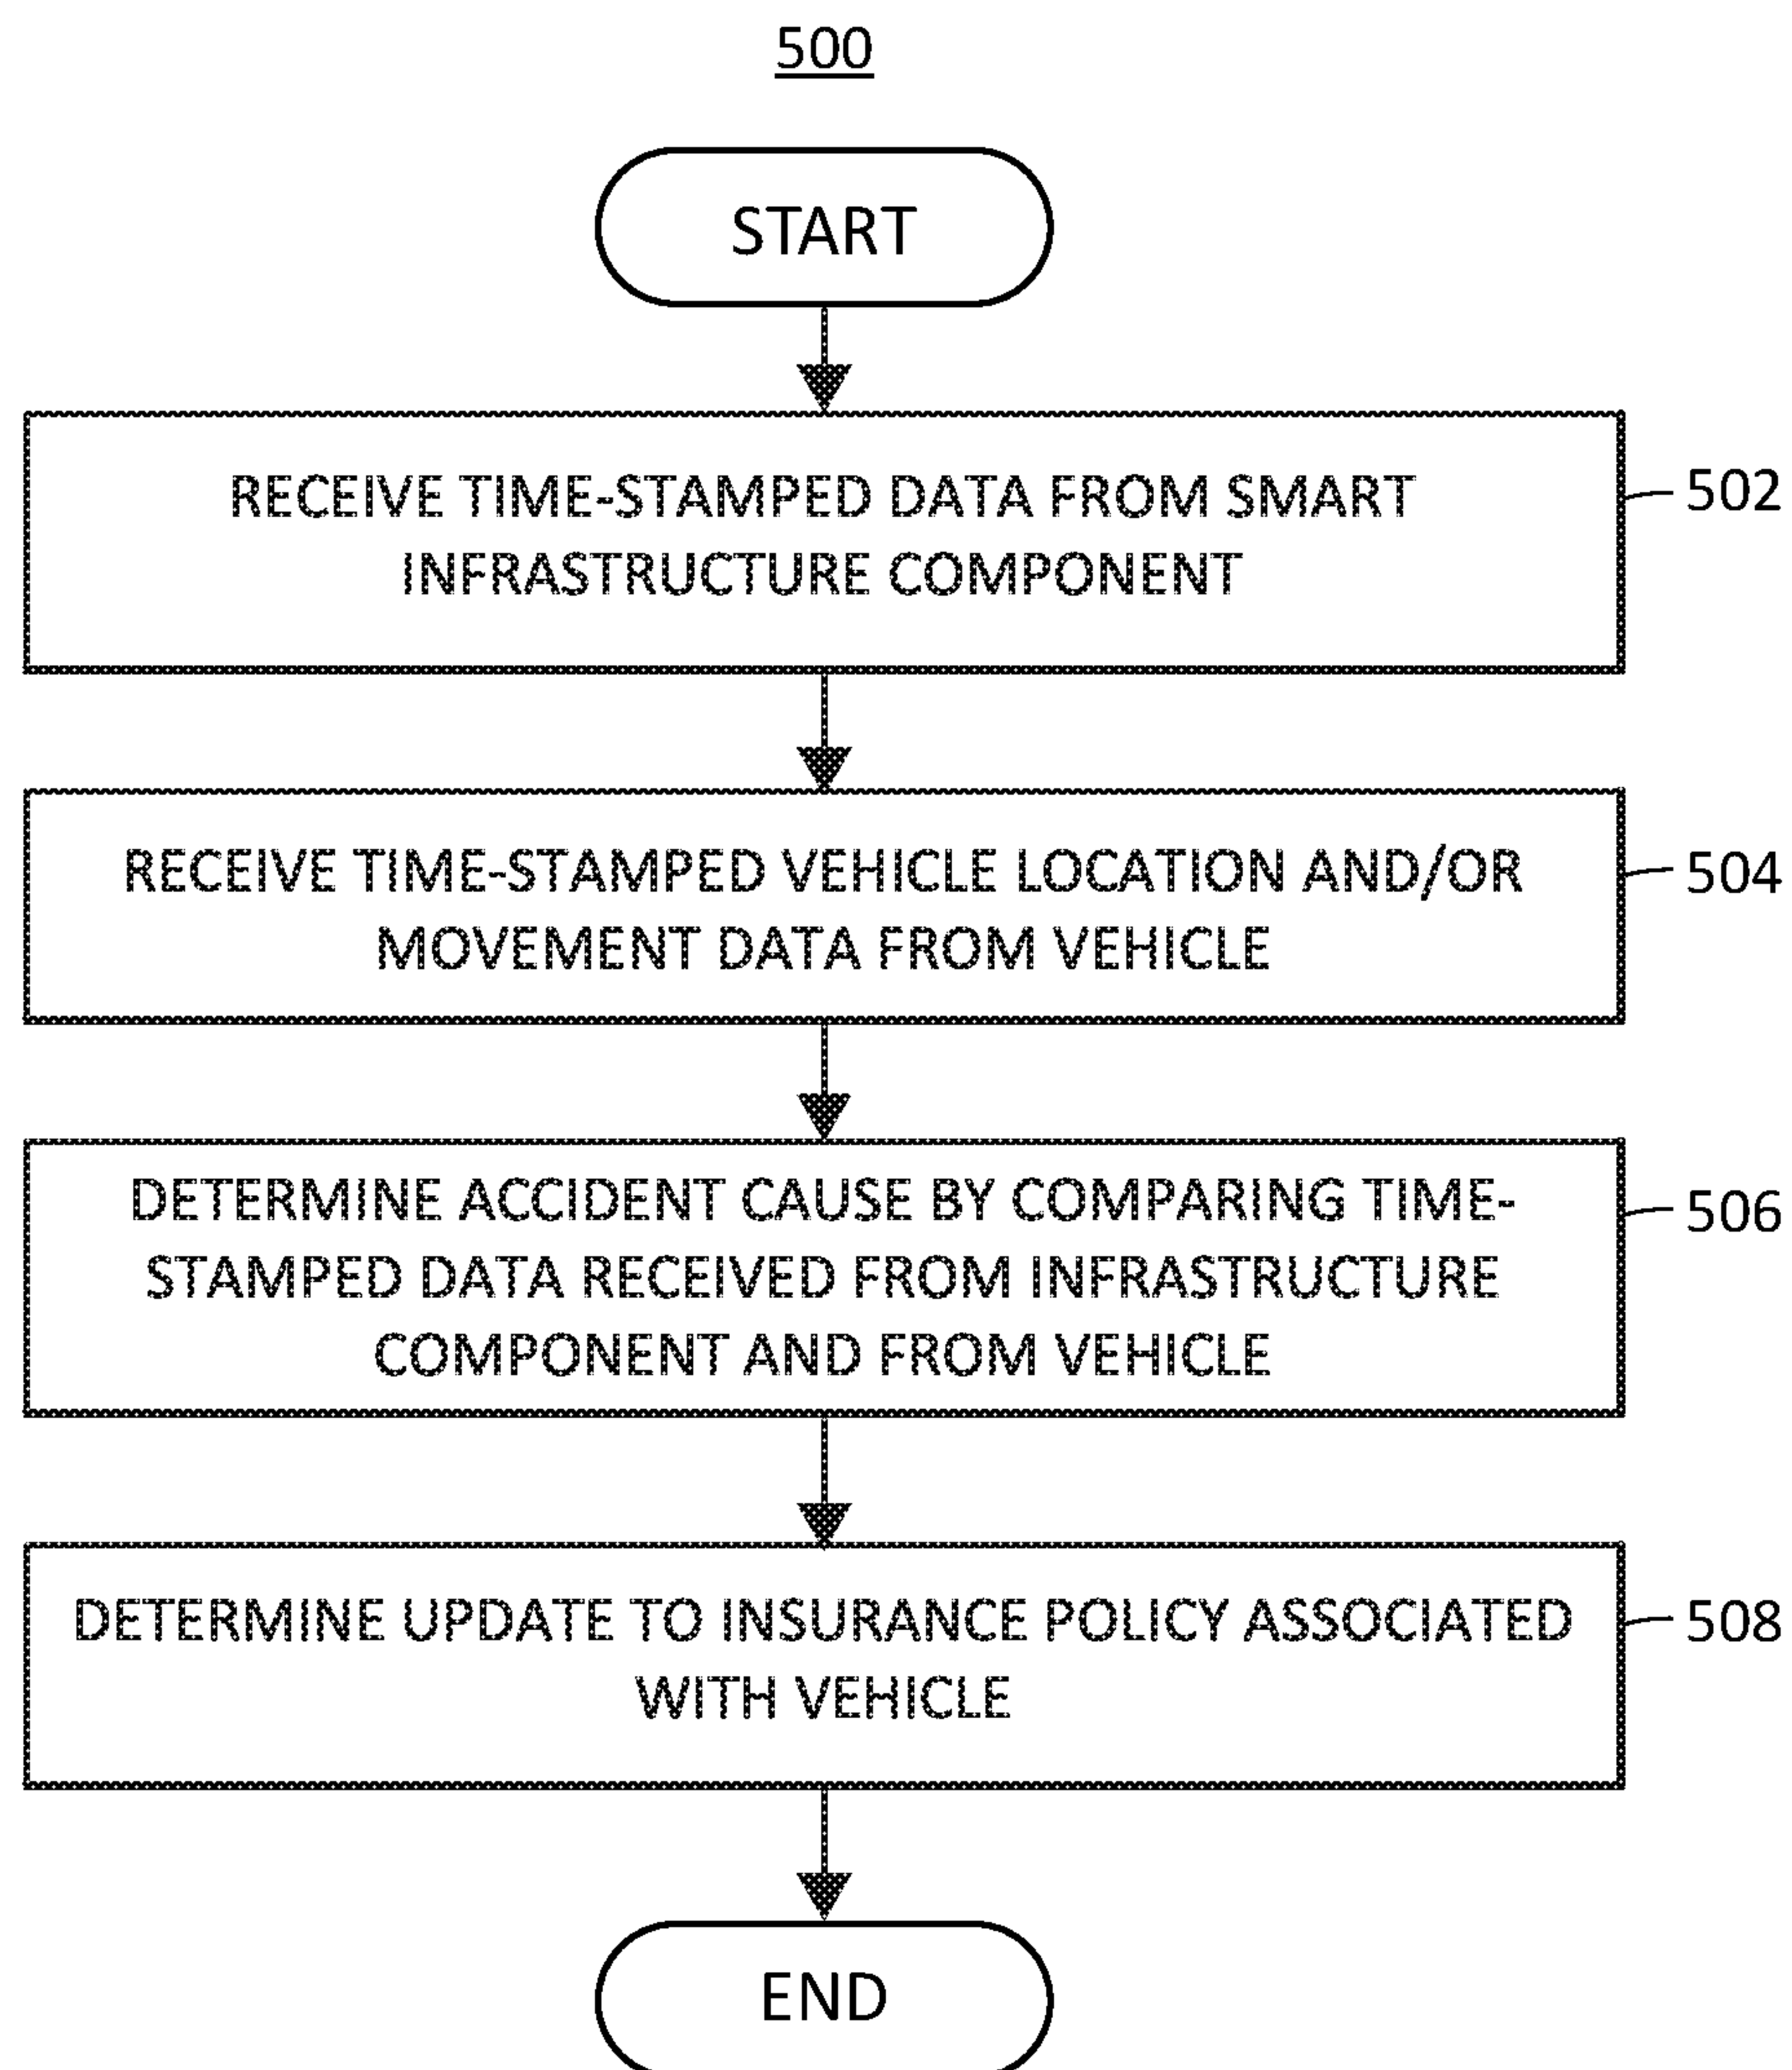 500
START
RECEIVE TIME-STAMPED DATA FROM SMART
INFRASTRUCTURE COMPONENT
502
RECEIVE TIME-STAMPED VEHICLE LOCATION AND/OR
MOVEMENT DATA FROM VEHICLE
504
DETERMINE ACCIDENT CAUSE BY COMPARING TIME-
STAMPED DATA RECEIVED FROM INFRASTRUCTURE
COMPONENT AND FROM VEHICLE
506
DETERMINE UPDATE TO INSURANCE POLICY ASSOCIATED
WITH VEHICLE
508
END